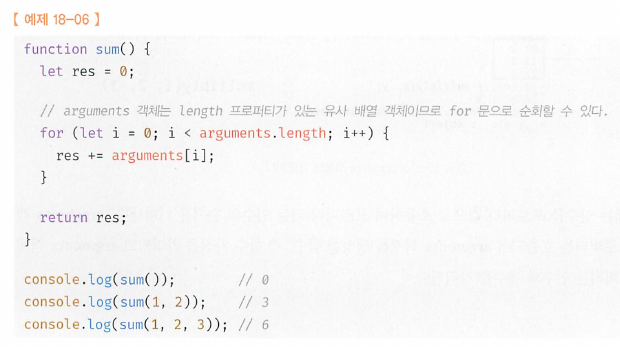 【 예제 18-06 】
function sum() {
  let res = 0;

  // arguments 객체는 length 프로퍼티가 있는 유사 배열 객체이므로 for 문으로 순회할 수 있다.
  for (let i = 0; i < arguments.length; i++) {
    res += arguments[i];
  }

  return res;
}

console.log(sum());        // 0
console.log(sum(1, 2));    // 3
console.log(sum(1, 2, 3)); // 6